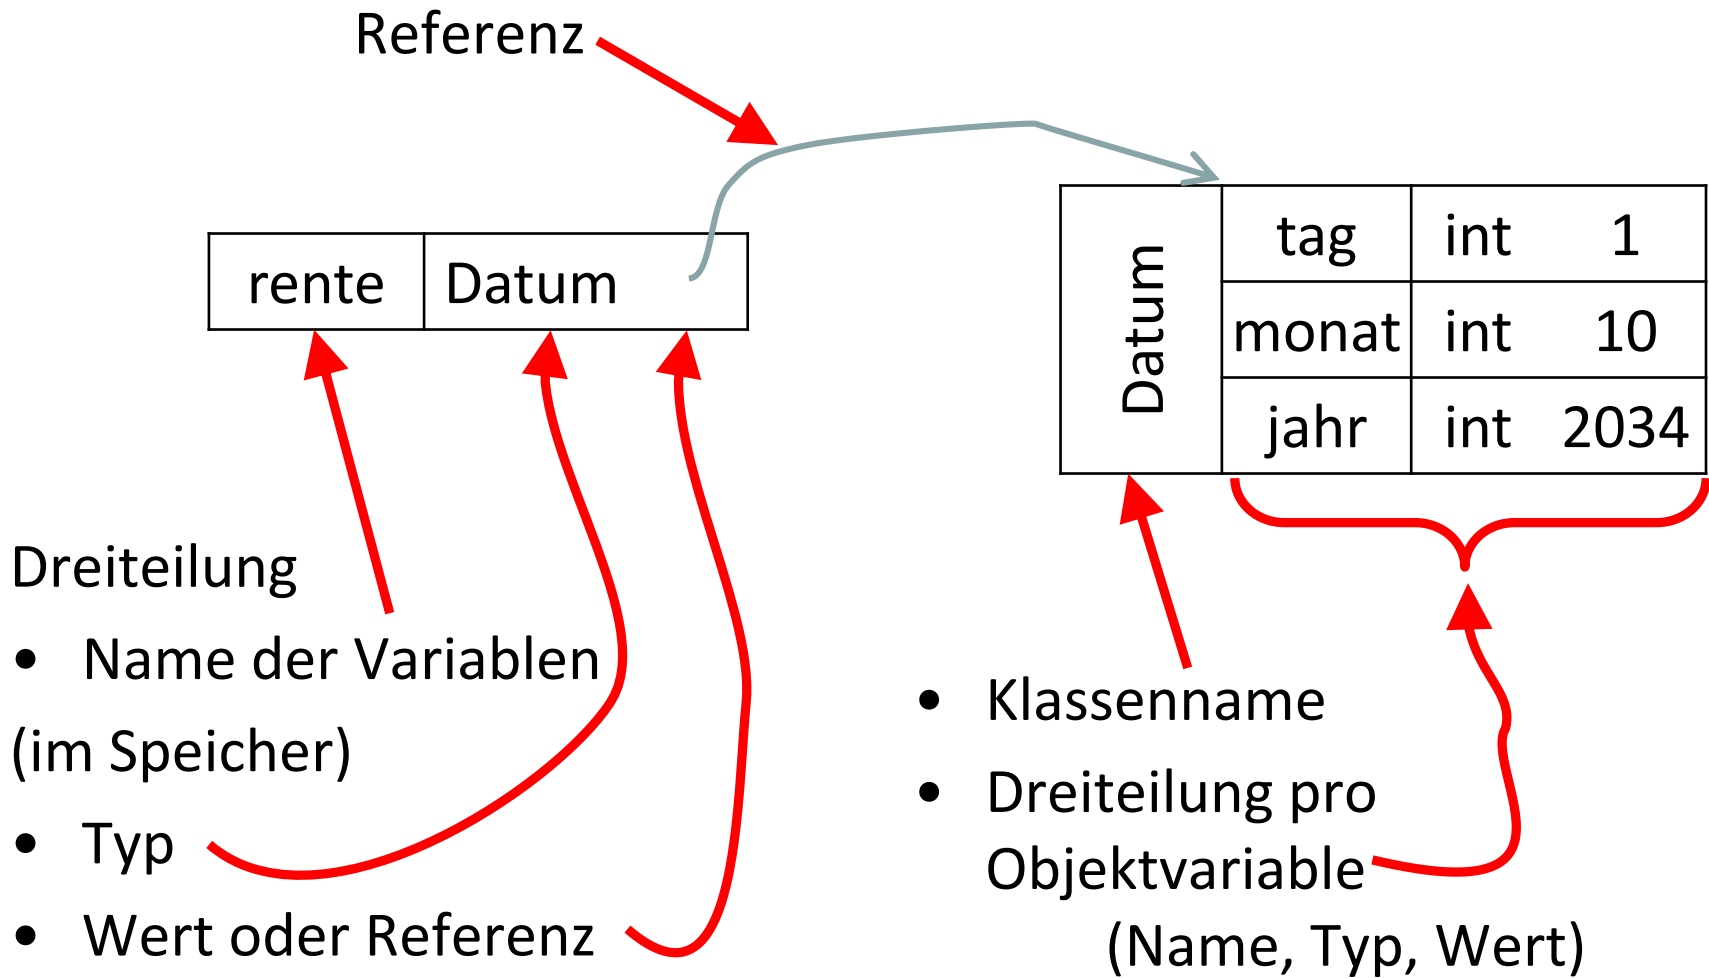 Referenz
rente Datum
Datum
tag int 1
monat int 10
jahr int 2034
Dreiteilung
• Name der Variablen
(im Speicher)
• Typ
• Wert oder Referenz
• Klassenname
• Dreiteilung pro
Objektvariable
(Name, Typ, Wert)